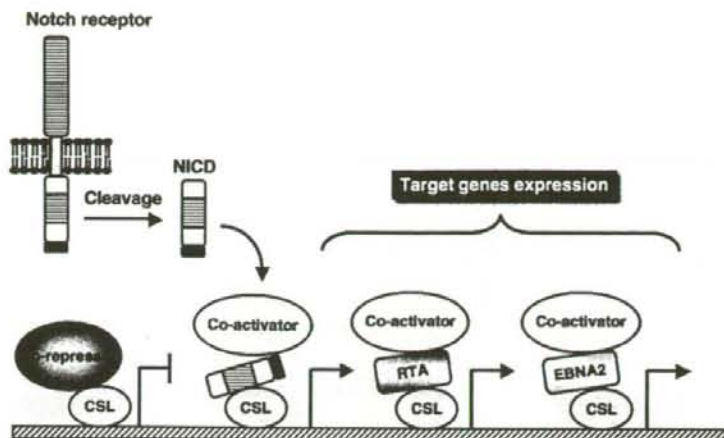 Notch receptor
NICD
Cleavage
Target genes expression
Co-activator
Co-activator
Co-activator
RTA
EBNA2
CSL
CSL
CSL
CSL